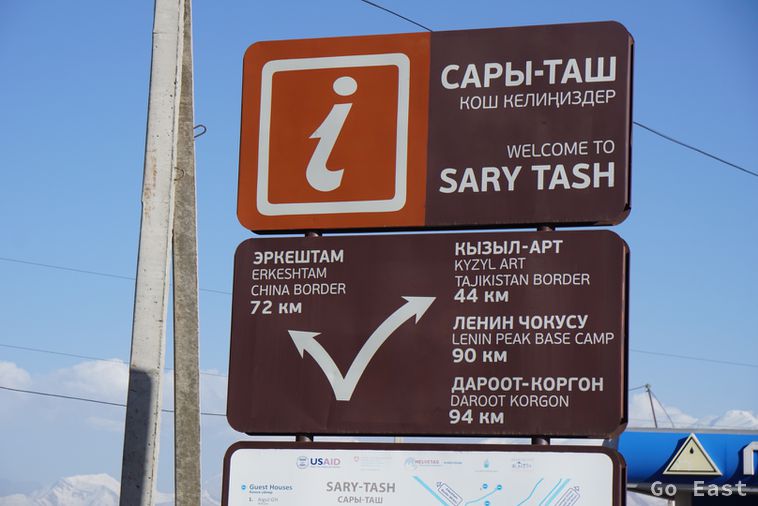 САРЫ-ТАШ
КОШ КЕЛИҢИЗДЕР
WELCOME TO
SARY TASH
ЭРКЕШТАМ
ERKESHTAM
CHINA BORDER
72 КМ
КЫЗЫЛ-АРТ
KYZYL ART
TAJIKISTAN BORDER
44 КМ
ЛЕНИН ЧОКУСУ
LENIN PEAK BASE CAMP
90 КМ
ДАРООТ-КОРГОН
DAROOT KORGON
94 КМ
USAID
HELVETAS
Guest Houses
SARY-TASH
САРЫ-ТАШ
Go East